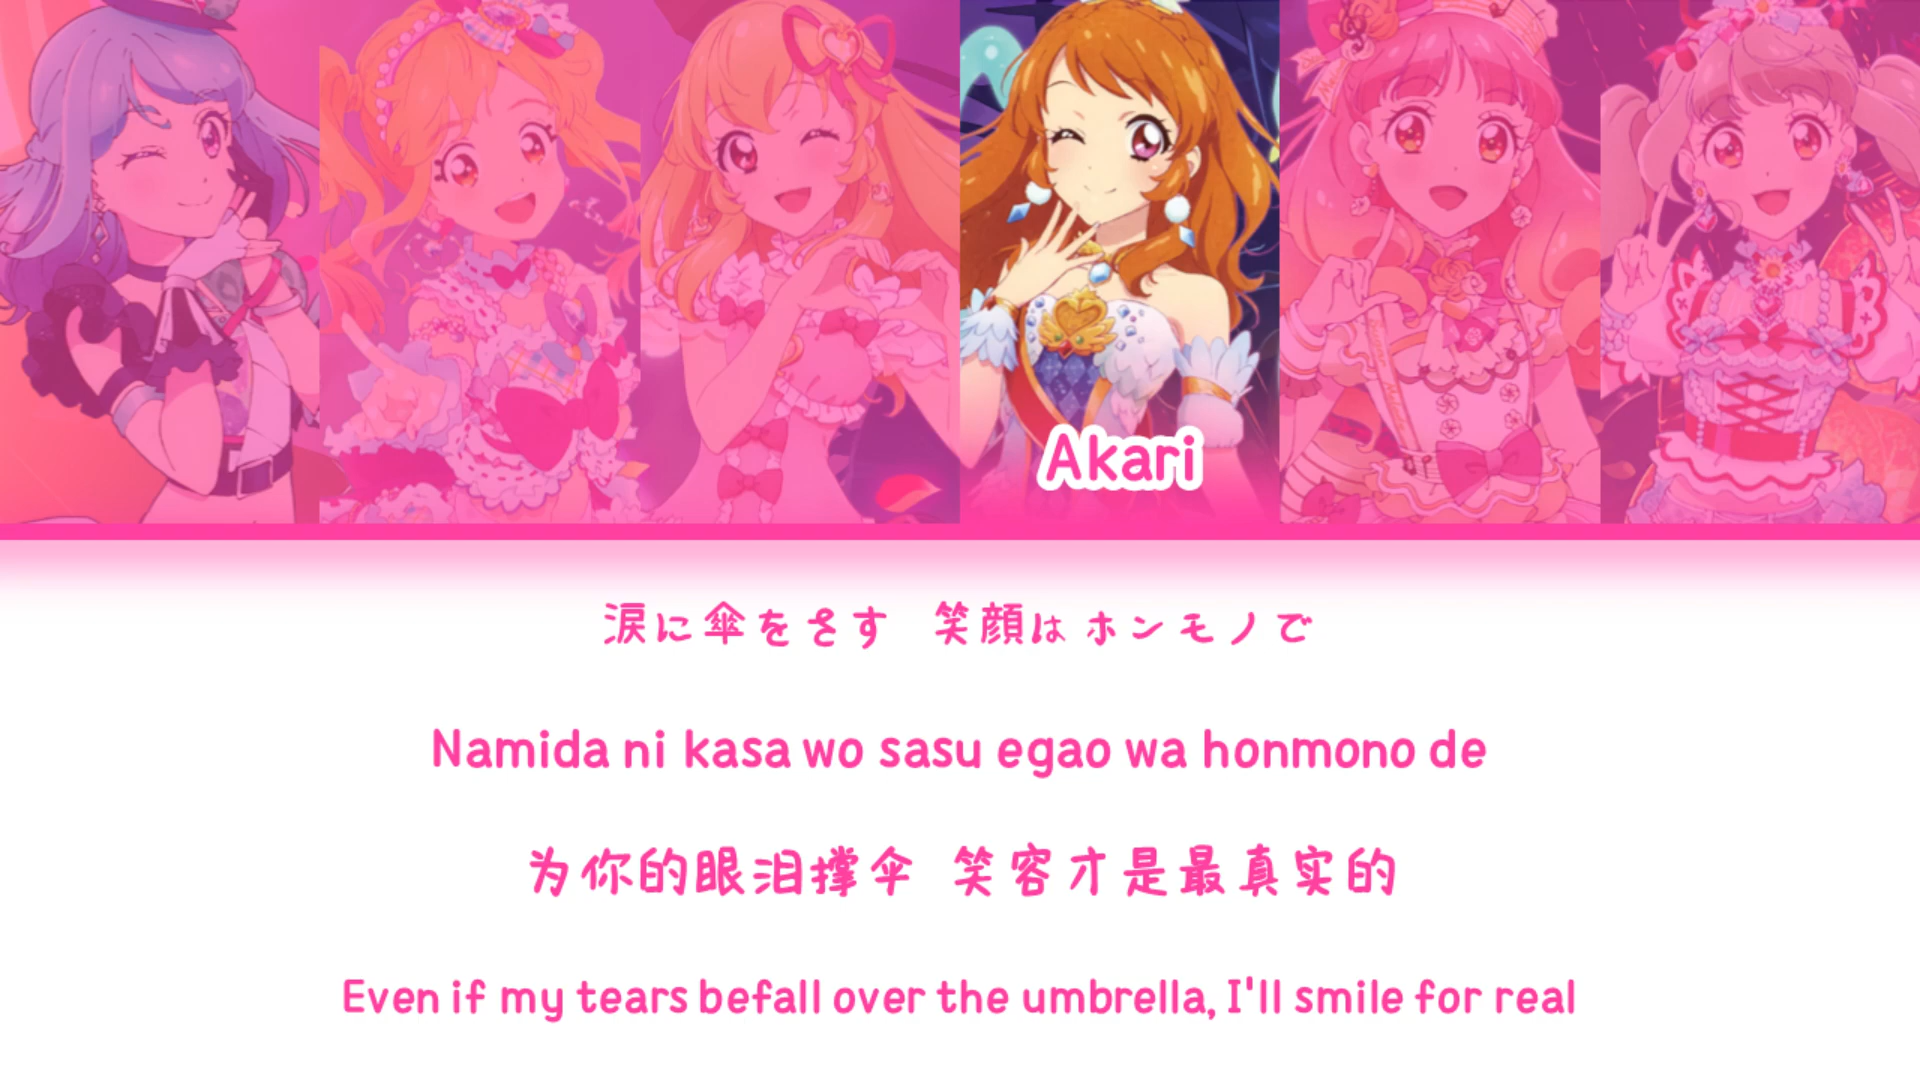 Akari
涙に傘をさす 笑顔はホンモノで
Namida ni kasa wo sasu egao wa honmono de
为你的眼泪撑伞 笑容才是最真实的
Even if my tears befall over the umbrella, I'll smile for real